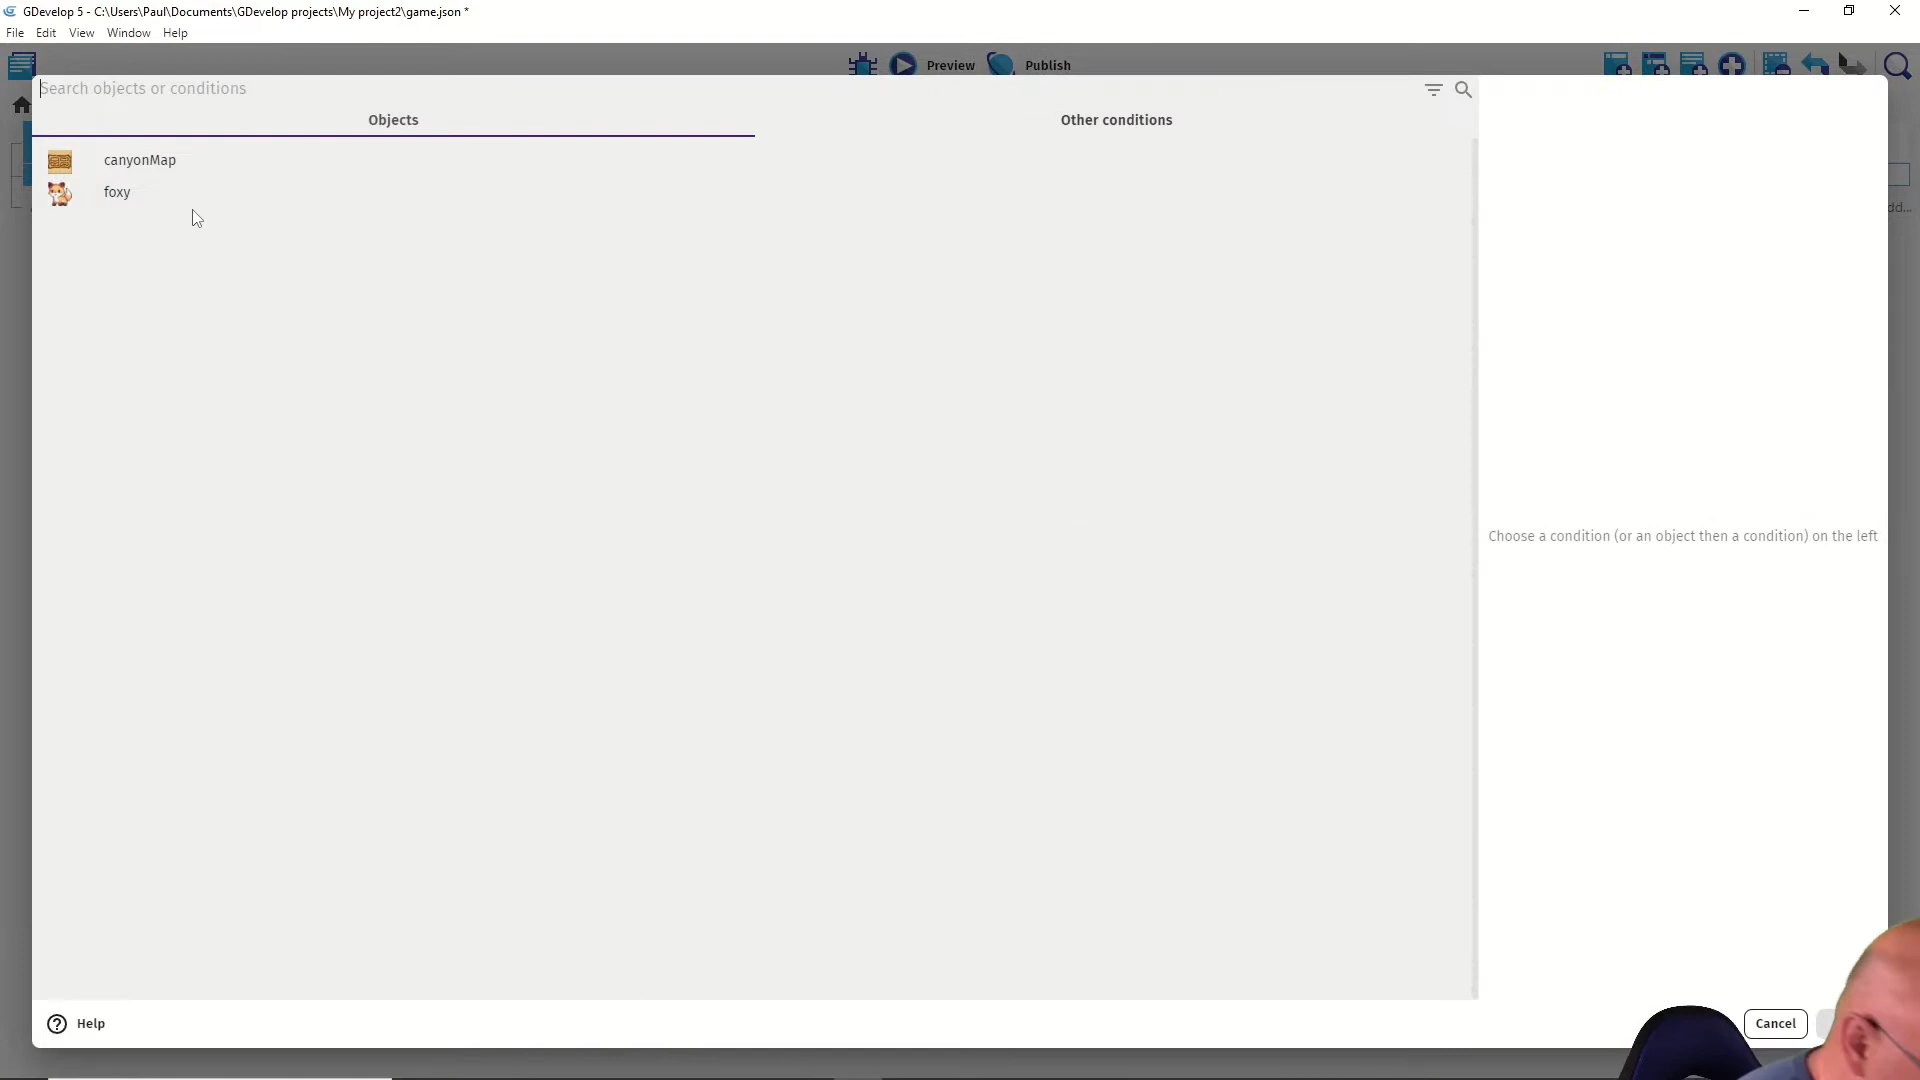 GDevelop 5 - C:\Users\Paul\Documents\GDevelop projects\My project2\game.json *
File Edit View Window Help
Preview Publish
Search objects or conditions
Objects Other conditions
canyonMap
foxy
dd...
Choose a condition (or an object then a condition) on the left
Help
Cancel